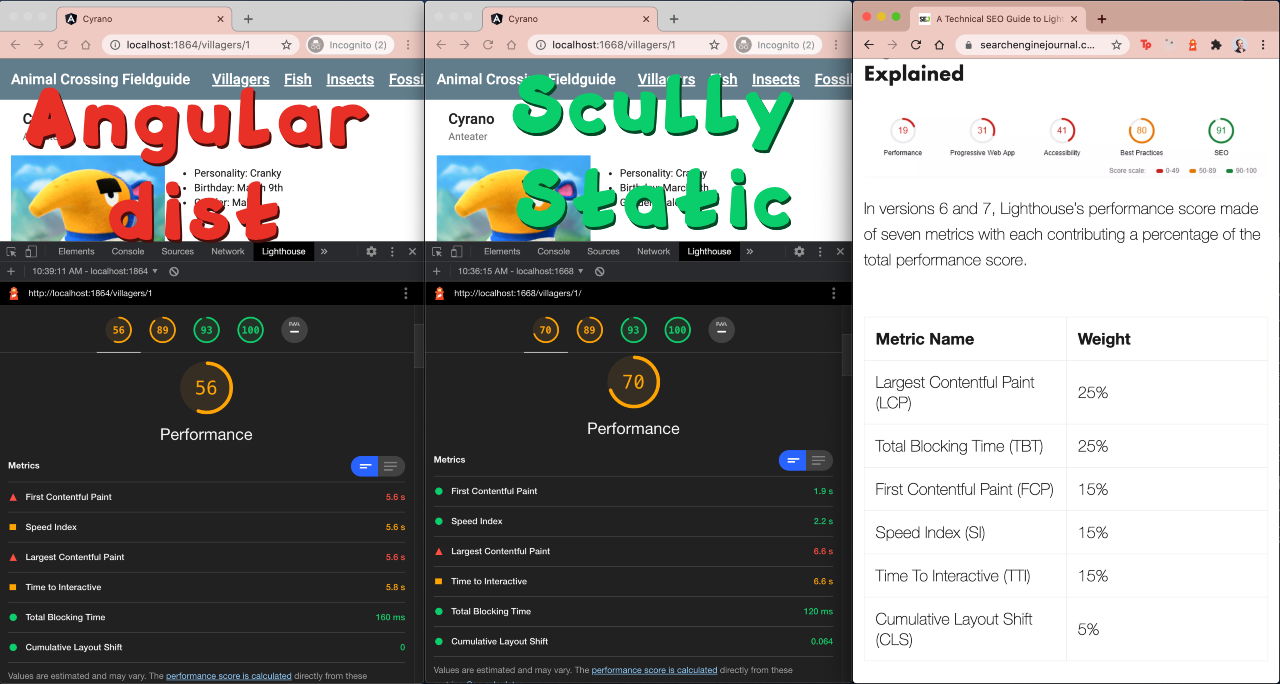 Cyrano
localhost:1864/villagers/1
Incognito (2)
Animal Crossing Fieldguide
Villagers
Fish
Insects
Fossi
Angular
dist
Anteater
Personality: Cranky
Birthday: March 9th
Elements
Console
Sources
Network
Lighthouse
10:39:11 AM - localhost:1864
http://localhost:1864/villagers/1
56
89
93
100
PWA
56
Performance
Metrics
First Contentful Paint 5.6 s
Speed Index 5.6 s
Largest Contentful Paint 5.6 s
Time to Interactive 5.8 s
Total Blocking Time 160 ms
Cumulative Layout Shift 0
Values are estimated and may vary. The performance score is calculated directly from these
Cyrano
localhost:1668/villagers/1
Incognito (2)
Animal Crossing Fieldguide
Villagers
Fish
Insects
Fossil
Scully
Static
Cyrano
Anteater
Personality: Cranky
Birthday: March 9th
Elements
Console
Sources
Network
Lighthouse
10:36:15 AM - localhost:1668
http://localhost:1668/villagers/1/
70
89
93
100
PWA
70
Performance
Metrics
First Contentful Paint 1.9 s
Speed Index 2.2 s
Largest Contentful Paint 6.6 s
Time to Interactive 6.6 s
Total Blocking Time 120 ms
Cumulative Layout Shift 0.064
Values are estimated and may vary. The performance score is calculated directly from these
A Technical SEO Guide to Light
searchenginejournal.c...
Explained
19
31
41
80
91
Performance
Progressive Web App
Accessibility
Best Practices
SEO
Score scale: 0-49 50-89 90-100
In versions 6 and 7, Lighthouse's performance score made
of seven metrics with each contributing a percentage of the
total performance score.
Metric Name Weight
Largest Contentful Paint
(LCP) 25%
Total Blocking Time (TBT) 25%
First Contentful Paint (FCP) 15%
Speed Index (SI) 15%
Time To Interactive (TTI) 15%
Cumulative Layout Shift
(CLS) 5%